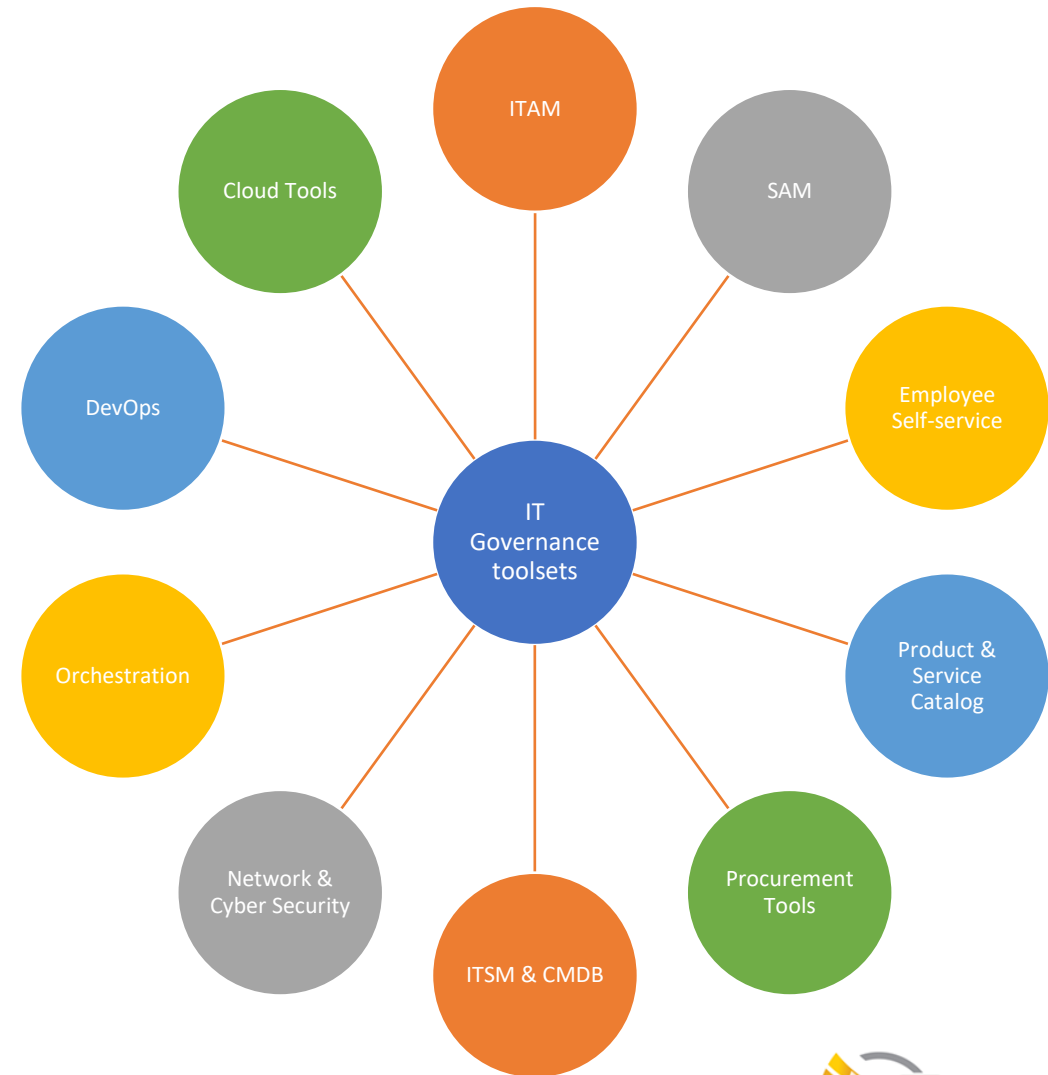 ITAM
Cloud Tools
SAM
DevOps
Employee
Self-service
IT
Governance
toolsets
Orchestration
Product &
Service
Catalog
Network &
Cyber Security
Procurement
Tools
ITSM & CMDB